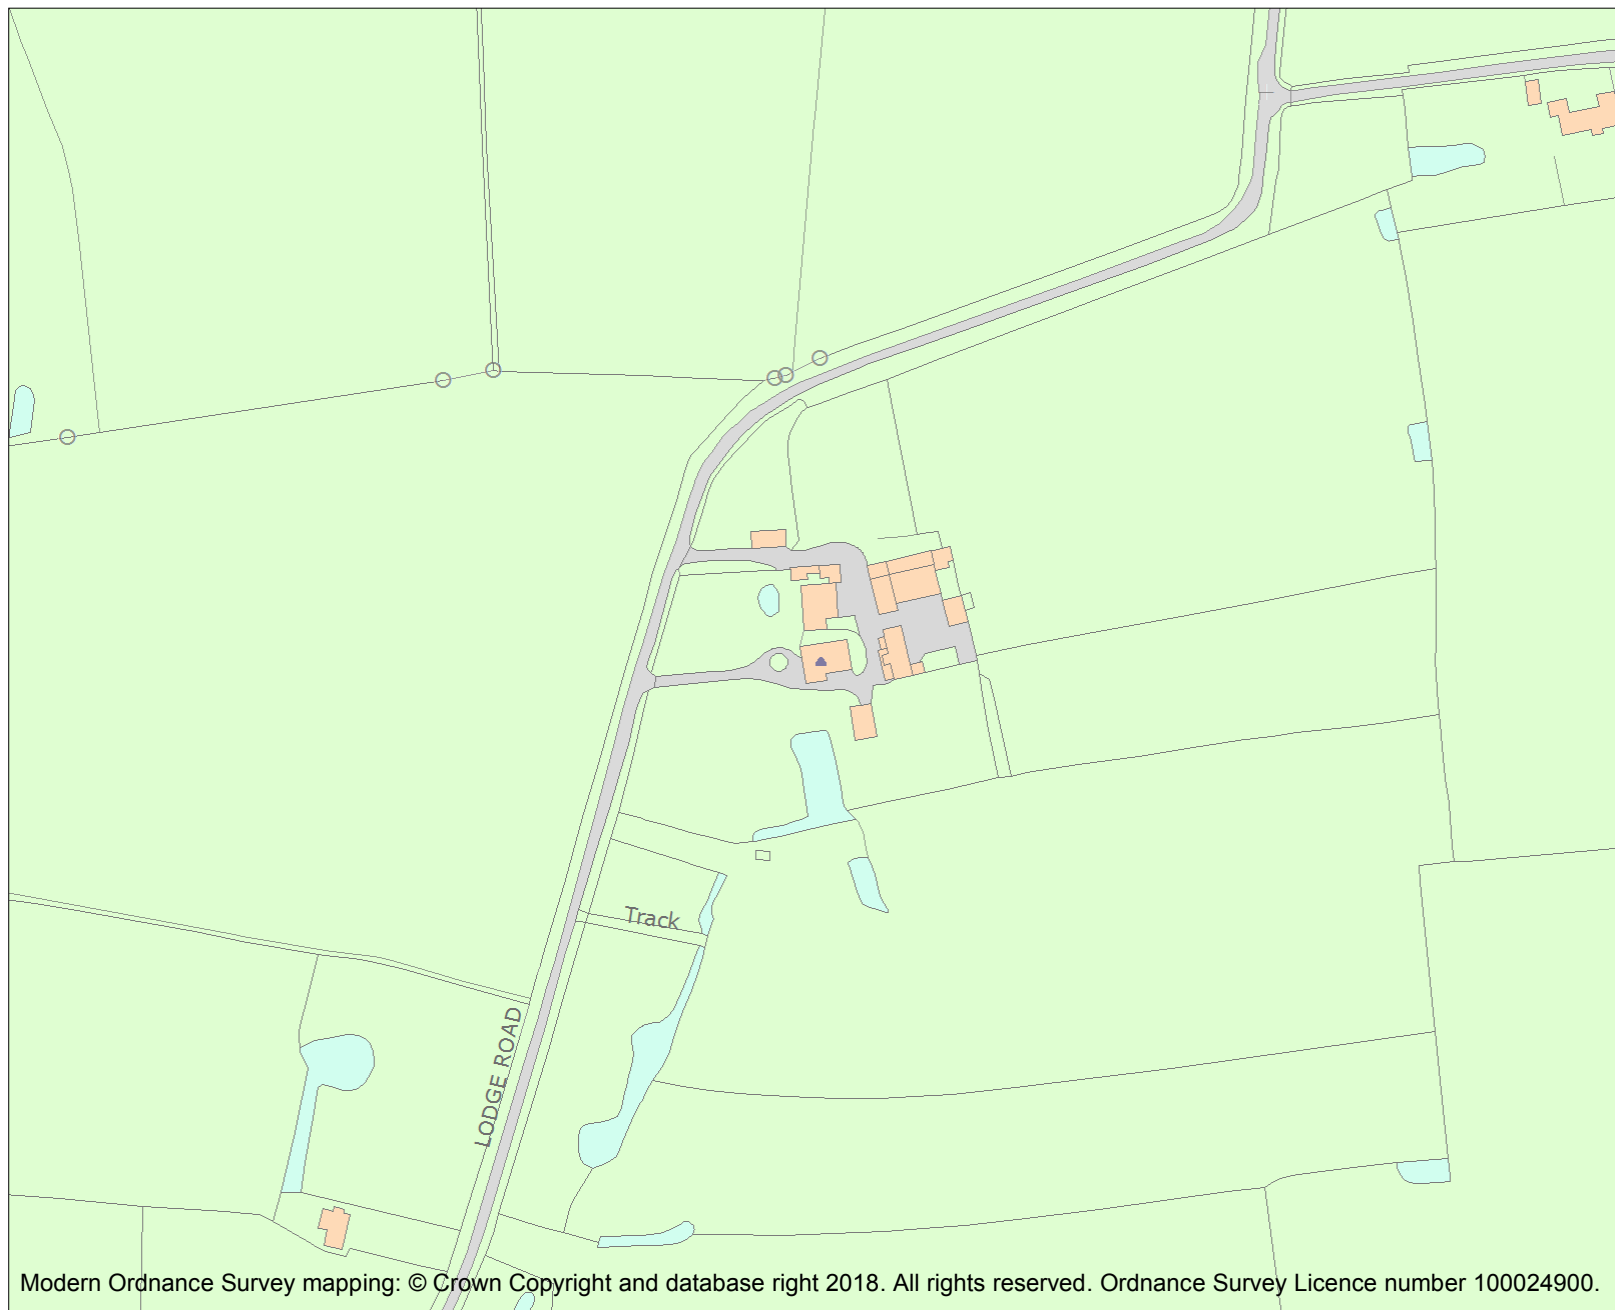 Track
LODGE ROAD
Modern Ordnance Survey mapping: © Crown Copyright and database right 2018. All rights reserved. Ordnance Survey Licence number 100024900.